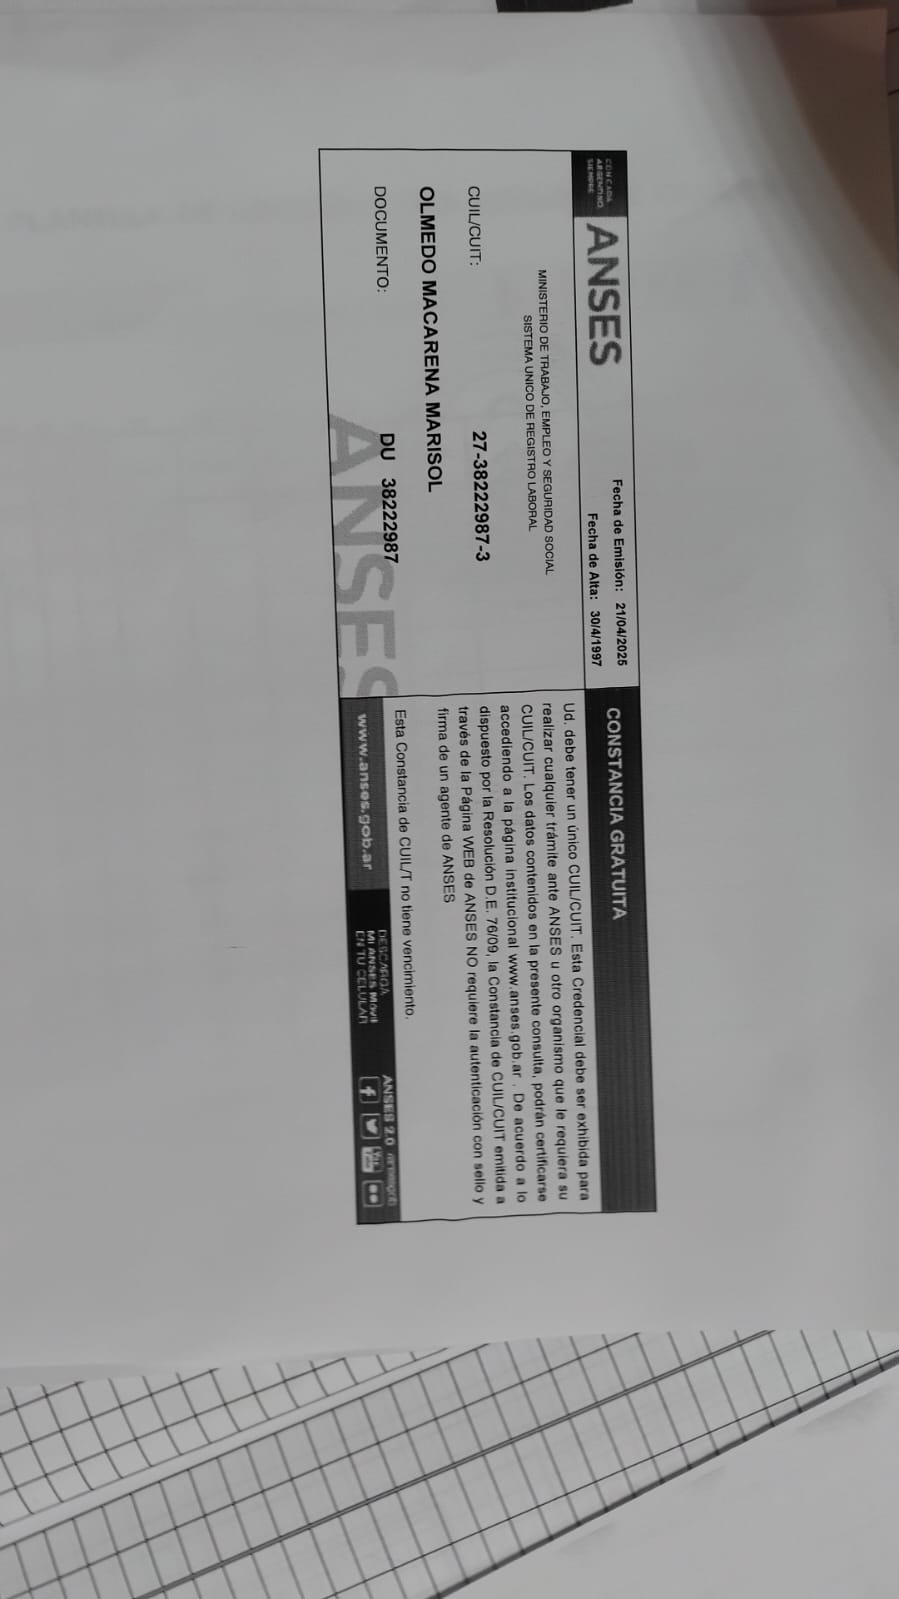 CON CADA
ARGENTINO
SIEMPRE
ANSES
Fecha de Emisión: 21/04/2025
Fecha de Alta: 30/4/1997
MINISTERIO DE TRABAJO, EMPLEO Y SEGURIDAD SOCIAL
SISTEMA UNICO DE REGISTRO LABORAL
CUIL/CUIT: 27-38222987-3
OLMEDO MACARENA MARISOL
DOCUMENTO: DU 38222987
ANSES
CONSTANCIA GRATUITA
Ud. debe tener un único CUIL/CUIT. Esta Credencial debe ser exhibida para
realizar cualquier trámite ante ANSES u otro organismo que le requiera su
CUIL/CUIT. Los datos contenidos en la presente consulta, podrán certificarse
accediendo a la página institucional www.anses.gob.ar . De acuerdo a lo
dispuesto por la Resolución D.E. 76/09, la Constancia de CUIL/CUIT emitida a
través de la Página WEB de ANSES NO requiere la autenticación con sello y
firma de un agente de ANSES
Esta Constancia de CUIL/T no tiene vencimiento.
www.anses.gob.ar
DESCARGA
MI ANSES MÓVIL
EN TU CELULAR
ANSES 2.0